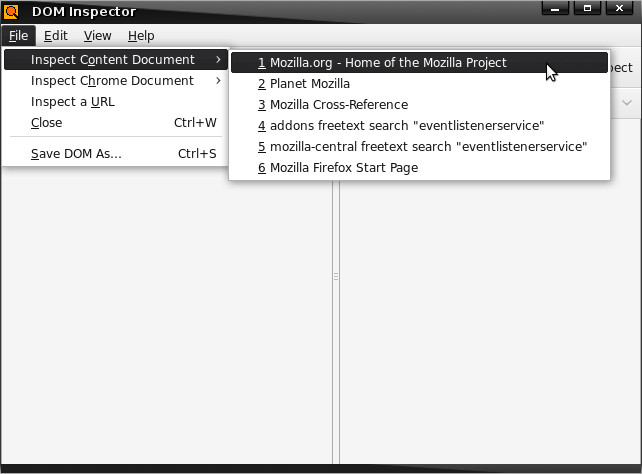 DOM Inspector
File Edit View Help
Inspect Content Document
Inspect Chrome Document
Inspect a URL
Close Ctrl+W
Save DOM As... Ctrl+S
1 Mozilla.org - Home of the Mozilla Project
2 Planet Mozilla
3 Mozilla Cross-Reference
4 addons freetext search "eventlistenerservice"
5 mozilla-central freetext search "eventlistenerservice"
6 Mozilla Firefox Start Page